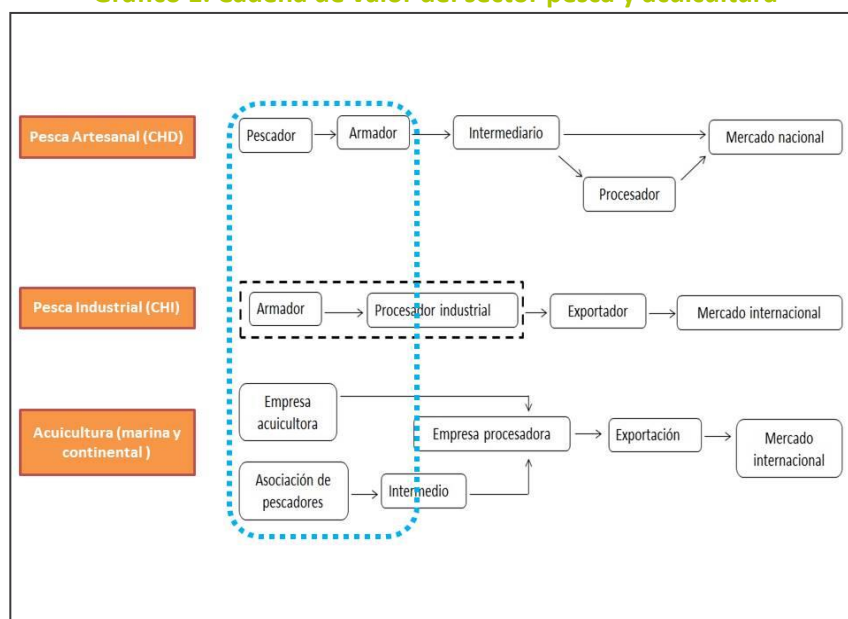 Gráfico 1: Cadena de valor del sector pesca y acuicultura
Pesca Artesanal (CHD)
Pescador
Armador
Intermediario
Mercado nacional
Procesador
Pesca Industrial (CHI)
Armador
Procesador industrial
Exportador
Mercado internacional
Acuicultura (marina y
continental )
Empresa
acuicultora
Empresa procesadora
Exportación
Mercado
internacional
Asociación de
pescadores
Intermedio